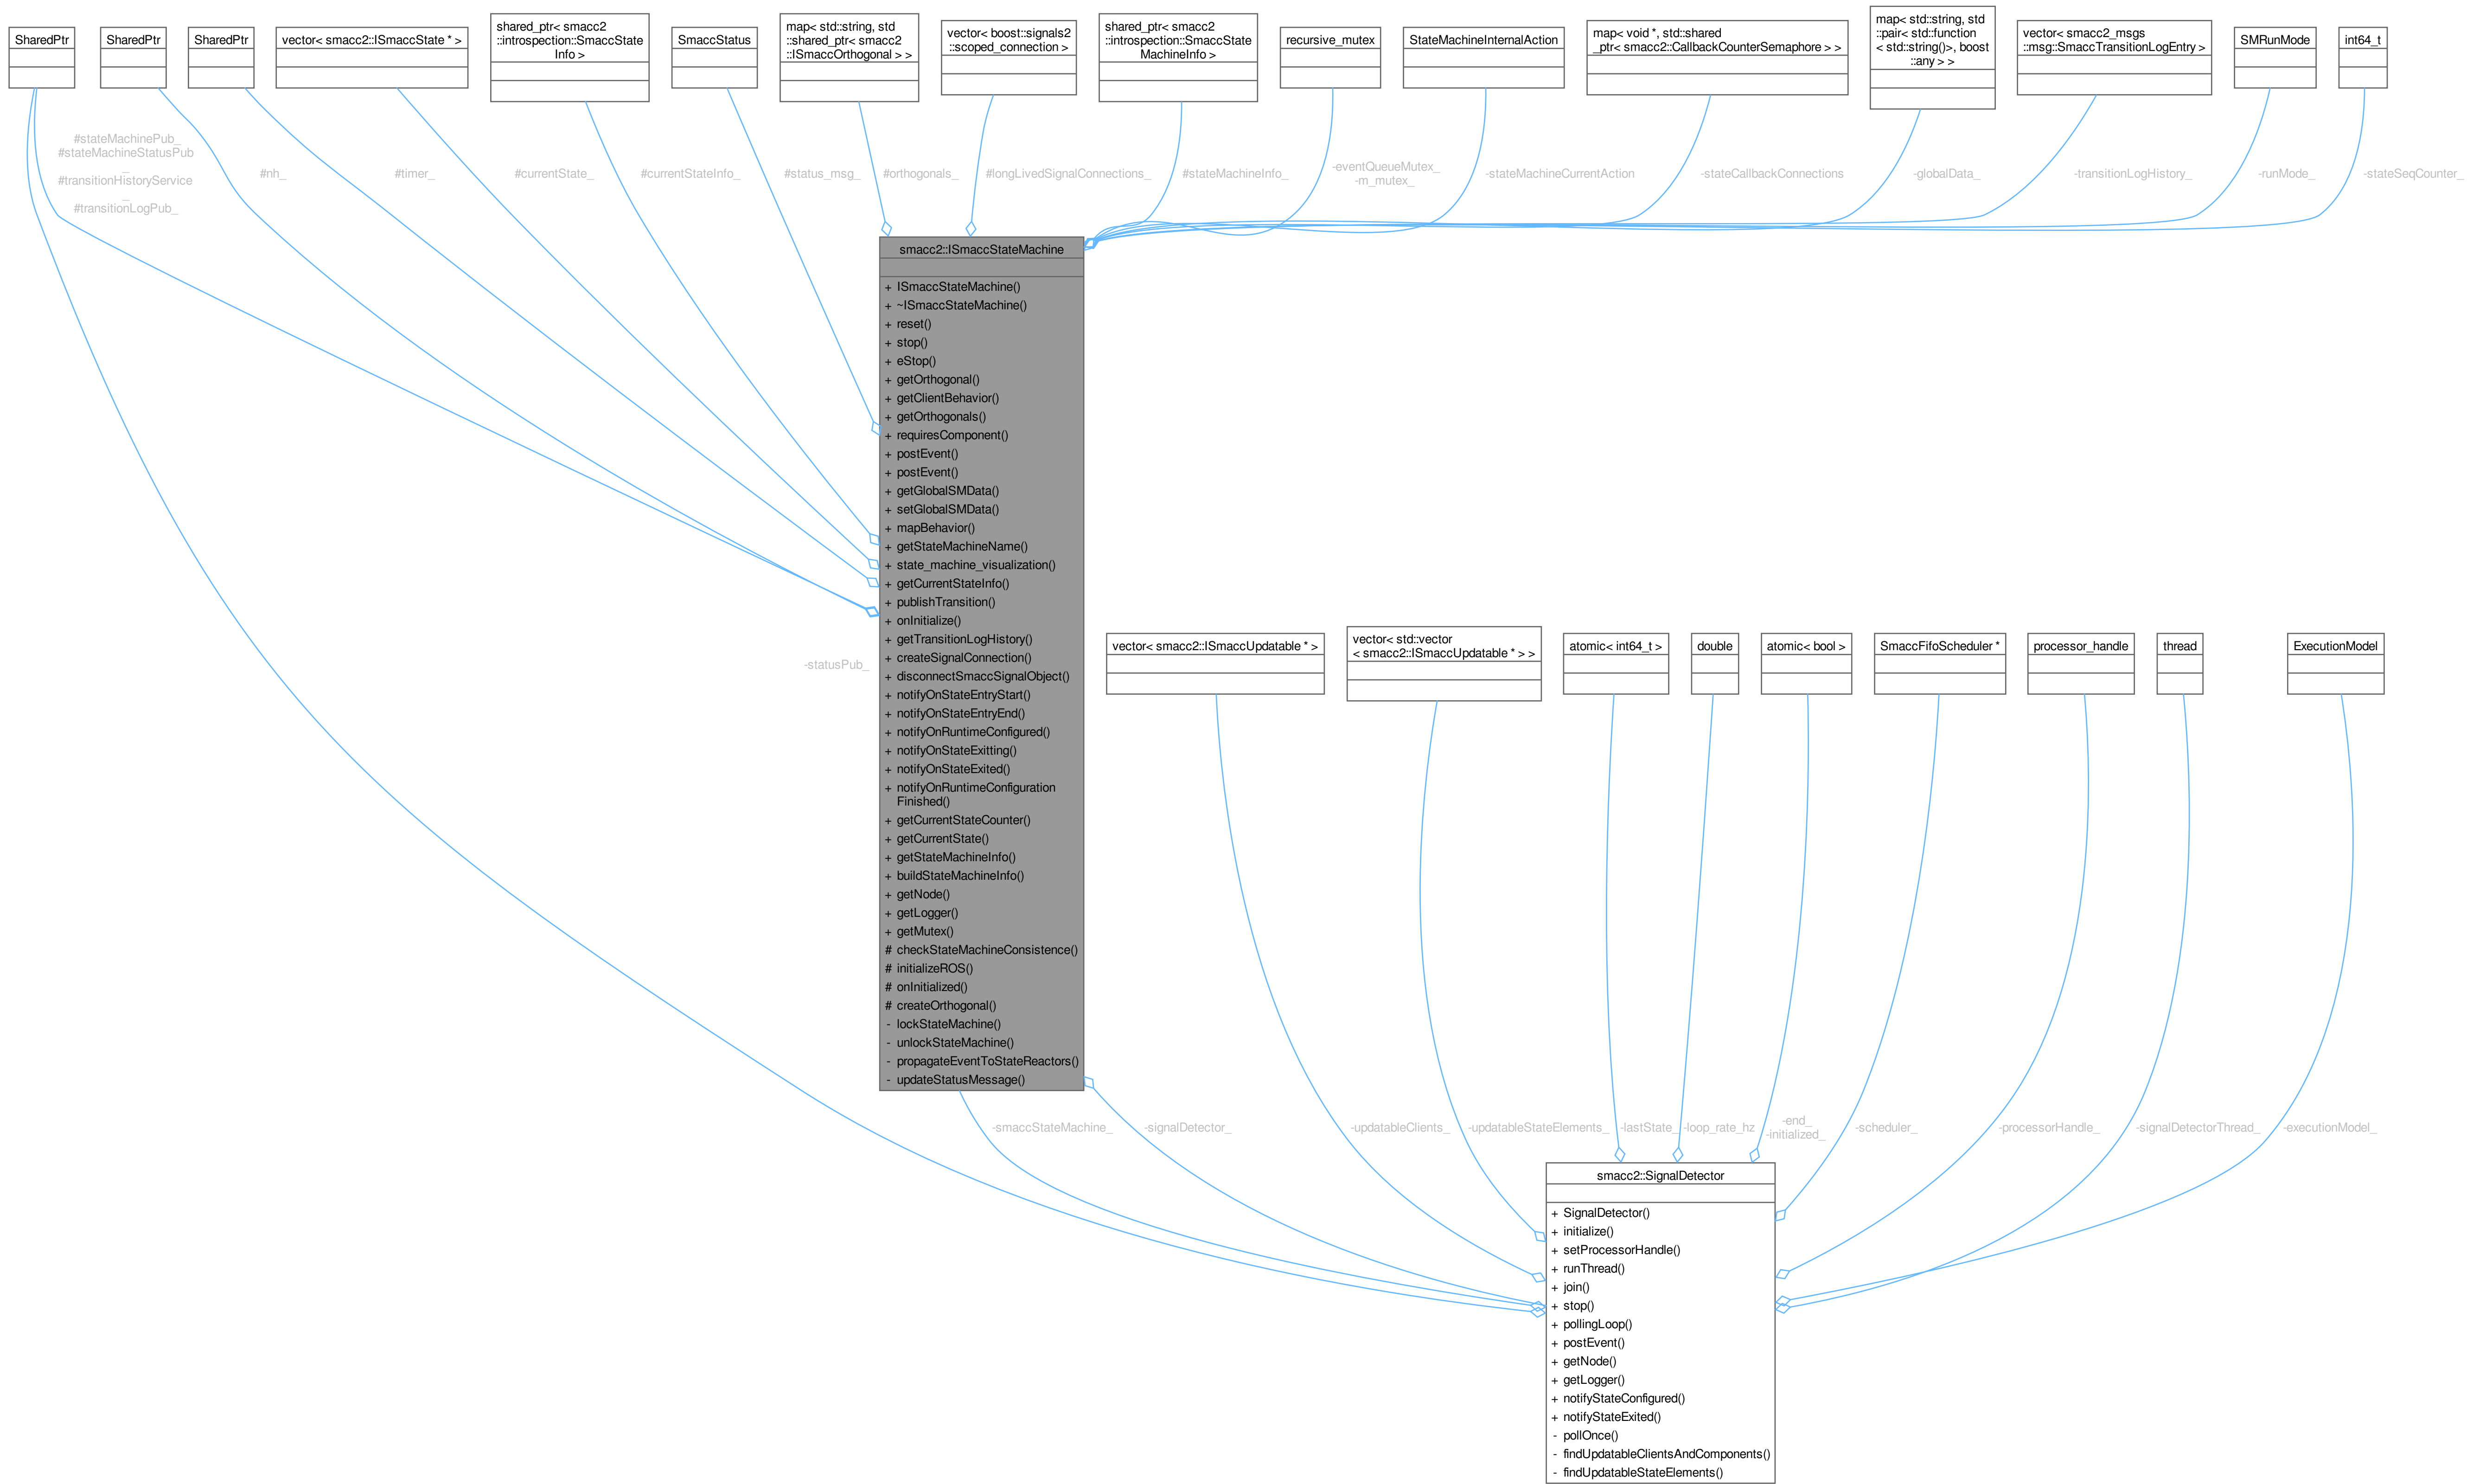 SharedPtr
SharedPtr
SharedPtr
vector< smacc2::ISmaccState * >
shared_ptr< smacc2
::introspection::SmaccState
Info >
SmaccStatus
map< std::string, std
::shared_ptr< smacc2
::ISmaccOrthogonal > >
vector< boost::signals2
::scoped_connection >
shared_ptr< smacc2
::introspection::SmaccState
MachineInfo >
recursive_mutex
StateMachineInternalAction
map< void *, std::shared
_ptr< smacc2::CallbackCounterSemaphore > >
map< std::string, std
::pair< std::function
< std::string()>, boost
::any > >
vector< smacc2_msgs
::msg::SmaccTransitionLogEntry >
SMRunMode
int64_t
#stateMachinePub_
#stateMachineStatusPub
_
#transitionHistoryService
_
#transitionLogPub_
#nh_
#timer_
#currentState_
#currentStateInfo_
#status_msg_
#orthogonals_
#longLivedSignalConnections_
#stateMachineInfo_
-eventQueueMutex_
-m_mutex_
-stateMachineCurrentAction
-stateCallbackConnections
-globalData_
-transitionLogHistory_
-runMode_
-stateSeqCounter_
smacc2::ISmaccStateMachine
+ ISmaccStateMachine()
+ ~ISmaccStateMachine()
+ reset()
+ stop()
+ eStop()
+ getOrthogonal()
+ getClientBehavior()
+ getOrthogonals()
+ requiresComponent()
+ postEvent()
+ postEvent()
+ getGlobalSMData()
+ setGlobalSMData()
+ mapBehavior()
+ getStateMachineName()
+ state_machine_visualization()
+ getCurrentStateInfo()
+ publishTransition()
+ onInitialize()
+ getTransitionLogHistory()
+ createSignalConnection()
+ disconnectSmaccSignalObject()
+ notifyOnStateEntryStart()
+ notifyOnStateEntryEnd()
+ notifyOnRuntimeConfigured()
+ notifyOnStateExitting()
+ notifyOnStateExited()
+ notifyOnRuntimeConfiguration
Finished()
+ getCurrentStateCounter()
+ getCurrentState()
+ getStateMachineInfo()
+ buildStateMachineInfo()
+ getNode()
+ getLogger()
+ getMutex()
# checkStateMachineConsistence()
# initializeROS()
# onInitialized()
# createOrthogonal()
- lockStateMachine()
- unlockStateMachine()
- propagateEventToStateReactors()
- updateStatusMessage()
-statusPub_
vector< smacc2::ISmaccUpdatable * >
vector< std::vector
< smacc2::ISmaccUpdatable * > >
atomic< int64_t >
double
atomic< bool >
SmaccFifoScheduler *
processor_handle
thread
ExecutionModel
-smaccStateMachine_
-signalDetector_
-updatableClients_
-updatableStateElements_
-lastState_
-loop_rate_hz
-end_
-initialized_
-scheduler_
-processorHandle_
-signalDetectorThread_
-executionModel_
smacc2::SignalDetector
+ SignalDetector()
+ initialize()
+ setProcessorHandle()
+ runThread()
+ join()
+ stop()
+ pollingLoop()
+ postEvent()
+ getNode()
+ getLogger()
+ notifyStateConfigured()
+ notifyStateExited()
- pollOnce()
- findUpdatableClientsAndComponents()
- findUpdatableStateElements()